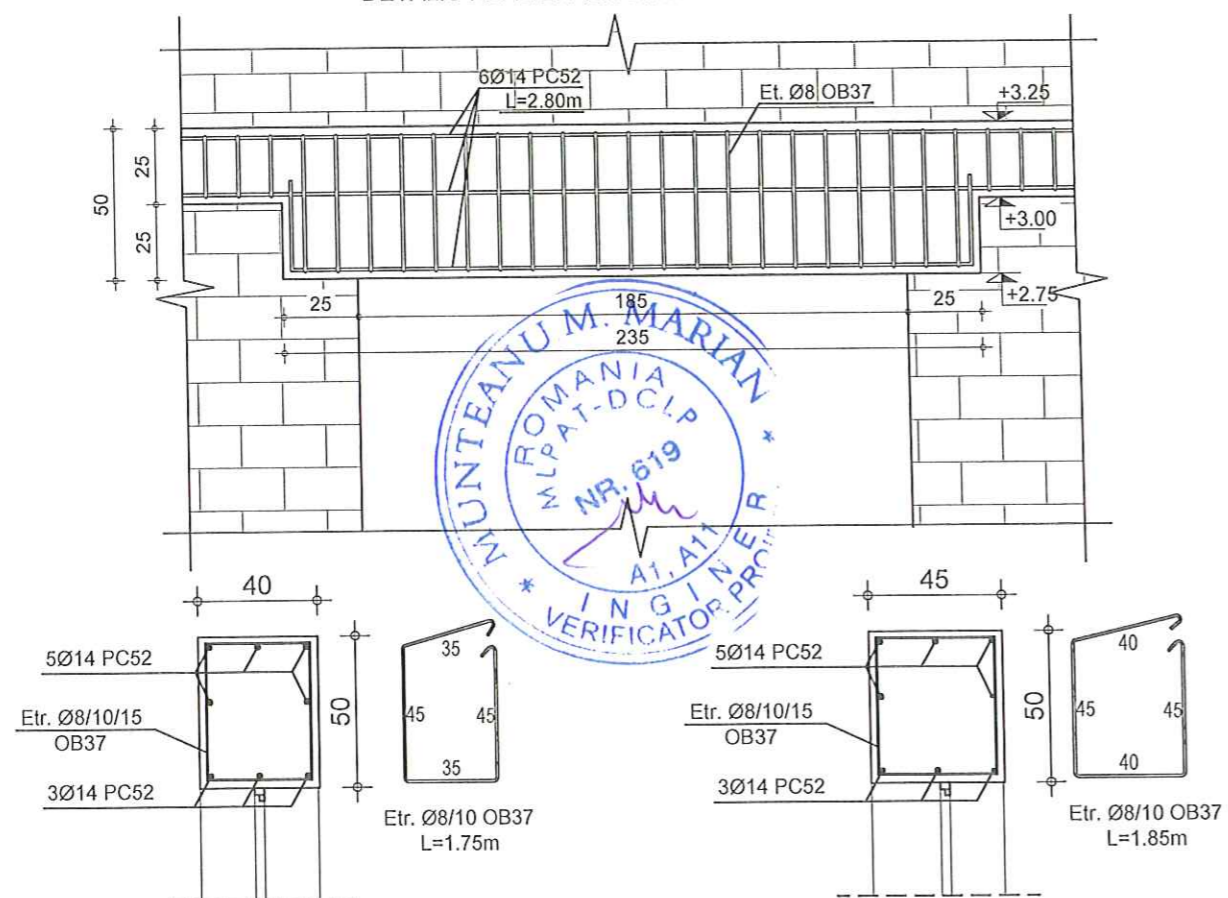 6Ø14 PC52
L=2.80m
Et. Ø8 OB37
+3.25
50
25
25
+3.00
+2.75
25
185
25
235
MUNTEANU M. MARIAN
ROMANIA
MLPAT-DCLP
NR. 619
A1, A11
INGINER
VERIFICATOR
40
5Ø14 PC52
Etr. Ø8/10/15
OB37
3Ø14 PC52
50
35
45
45
35
Etr. Ø8/10 OB37
L=1.75m
45
5Ø14 PC52
Etr. Ø8/10/15
OB37
3Ø14 PC52
50
40
45
45
40
Etr. Ø8/10 OB37
L=1.85m